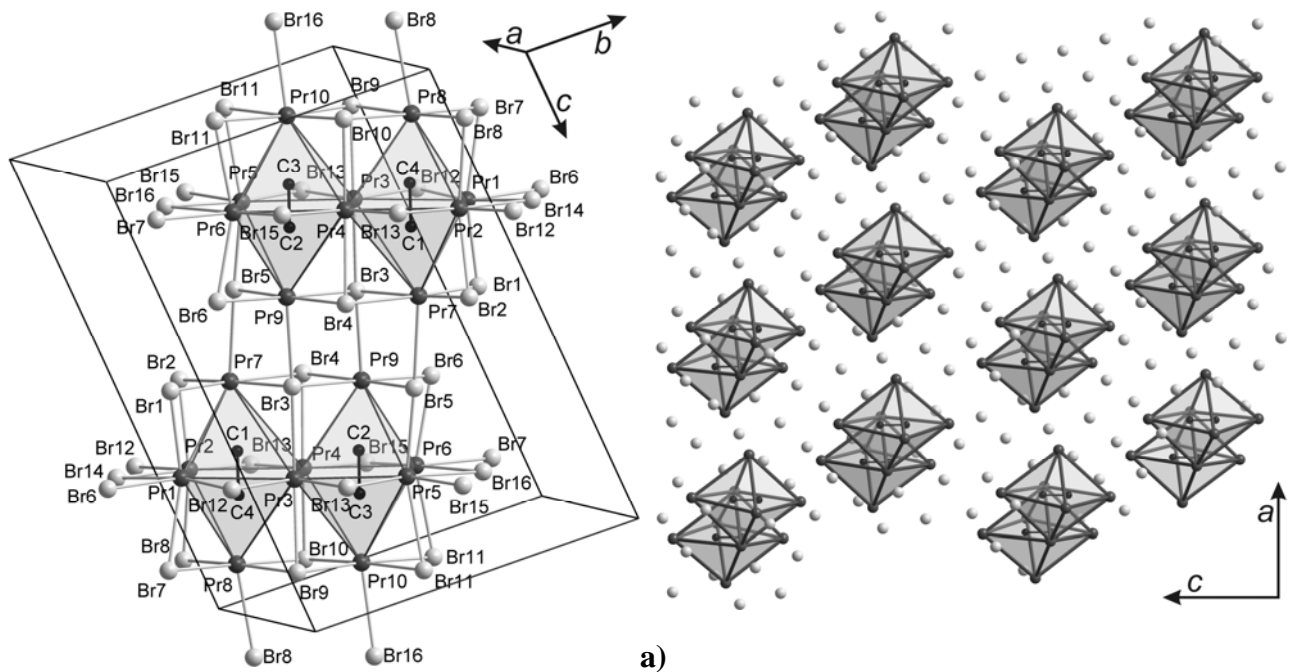 Br16 Br8
a b c
Br11 Br9 Br7
Pr10 Pr8
Br11 Br10 Br8
C3 C4
Br15 Pr5 Br13 Pr3 Br12 Pr1 Br6
Br16 Br14
Br7 Pr6 Br15 C2 Pr4 Br13 C1 Pr2 Br12
Br5 Br3 Br1
Br6 Pr9 Br4 Pr7 Br2
Br2 Pr7 Br4 Pr9 Br6
Br1 Br3 Br5
C1 C2
Br12 Pr2 Br13 Pr4 Br15 Pr6 Br7
Br14 Br16
Br6 Pr1 Br12 C4 Pr3 Br13 C3 Pr5 Br15
Br8 Br10 Br11
Br7 Pr8 Br9 Pr10 Br11
Br8 Br16
a)
a
c